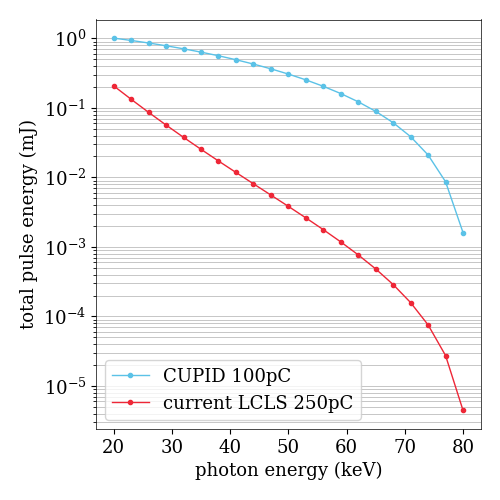 total pulse energy (mJ)
10⁰
10⁻¹
10⁻²
10⁻³
10⁻⁴
10⁻⁵
CUPID 100pC
current LCLS 250pC
20 30 40 50 60 70 80
photon energy (keV)